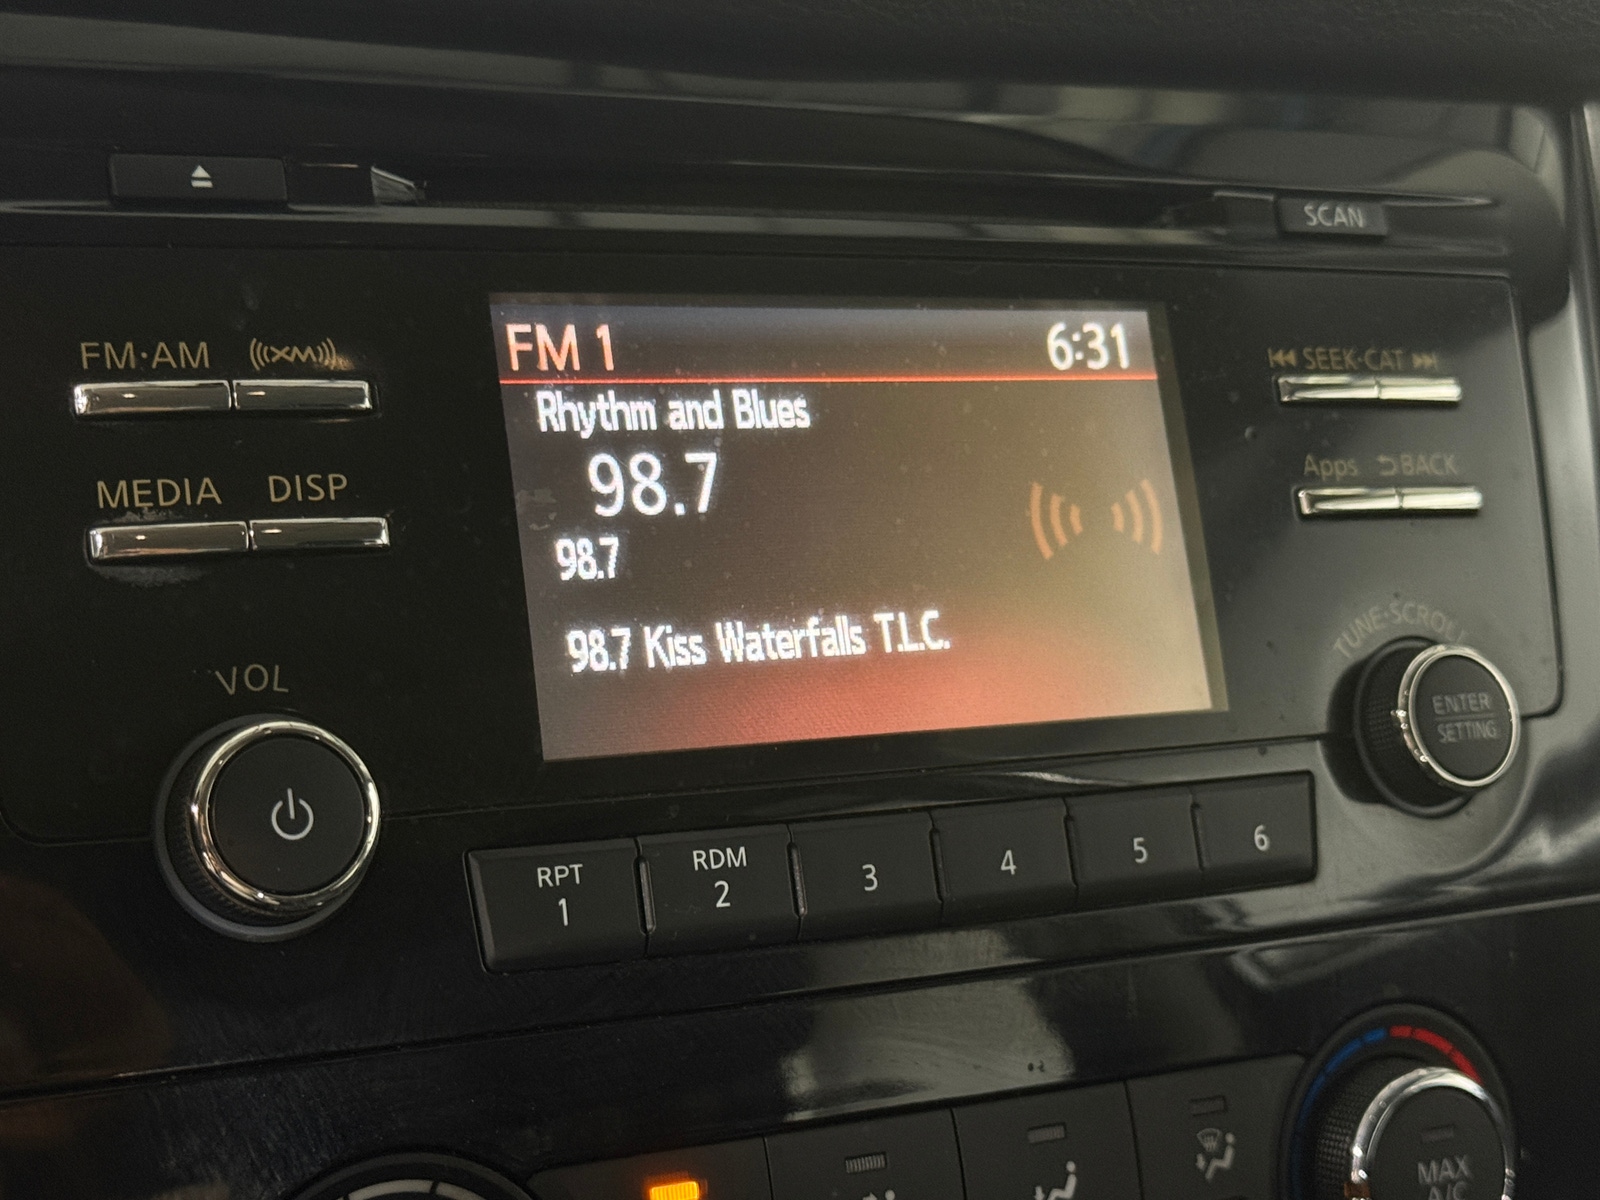 SCAN
FM·AM
((XM))
SEEK·CAT
MEDIA
DISP
Apps
BACK
FM 1
6:31
Rhythm and Blues
98.7
98.7
98.7 Kiss Waterfalls T.L.C.
VOL
TUNE·SCROLL
ENTER
SETTING
RPT
1
RDM
2
3
4
5
6
MAX
A/C